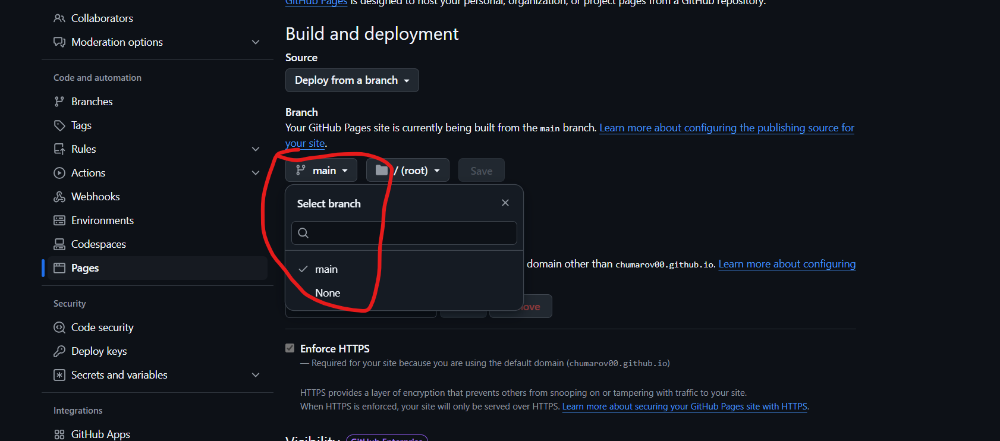 GitHub Pages is designed to host your personal, organization, or project pages from a GitHub repository.
Collaborators
Moderation options
Code and automation
Branches
Tags
Rules
Actions
Webhooks
Environments
Codespaces
Pages
Security
Code security
Deploy keys
Secrets and variables
Integrations
GitHub Apps
Build and deployment
Source
Deploy from a branch
Branch
Your GitHub Pages site is currently being built from the main branch. Learn more about configuring the publishing source for
your site.
main
/ (root)
Save
Select branch
main
None
domain other than chumarov00.github.io. Learn more about configuring
ove
Enforce HTTPS
— Required for your site because you are using the default domain (chumarov00.github.io)
HTTPS provides a layer of encryption that prevents others from snooping on or tampering with traffic to your site.
When HTTPS is enforced, your site will only be served over HTTPS. Learn more about securing your GitHub Pages site with HTTPS.
Visibility
GitHub Enterprise